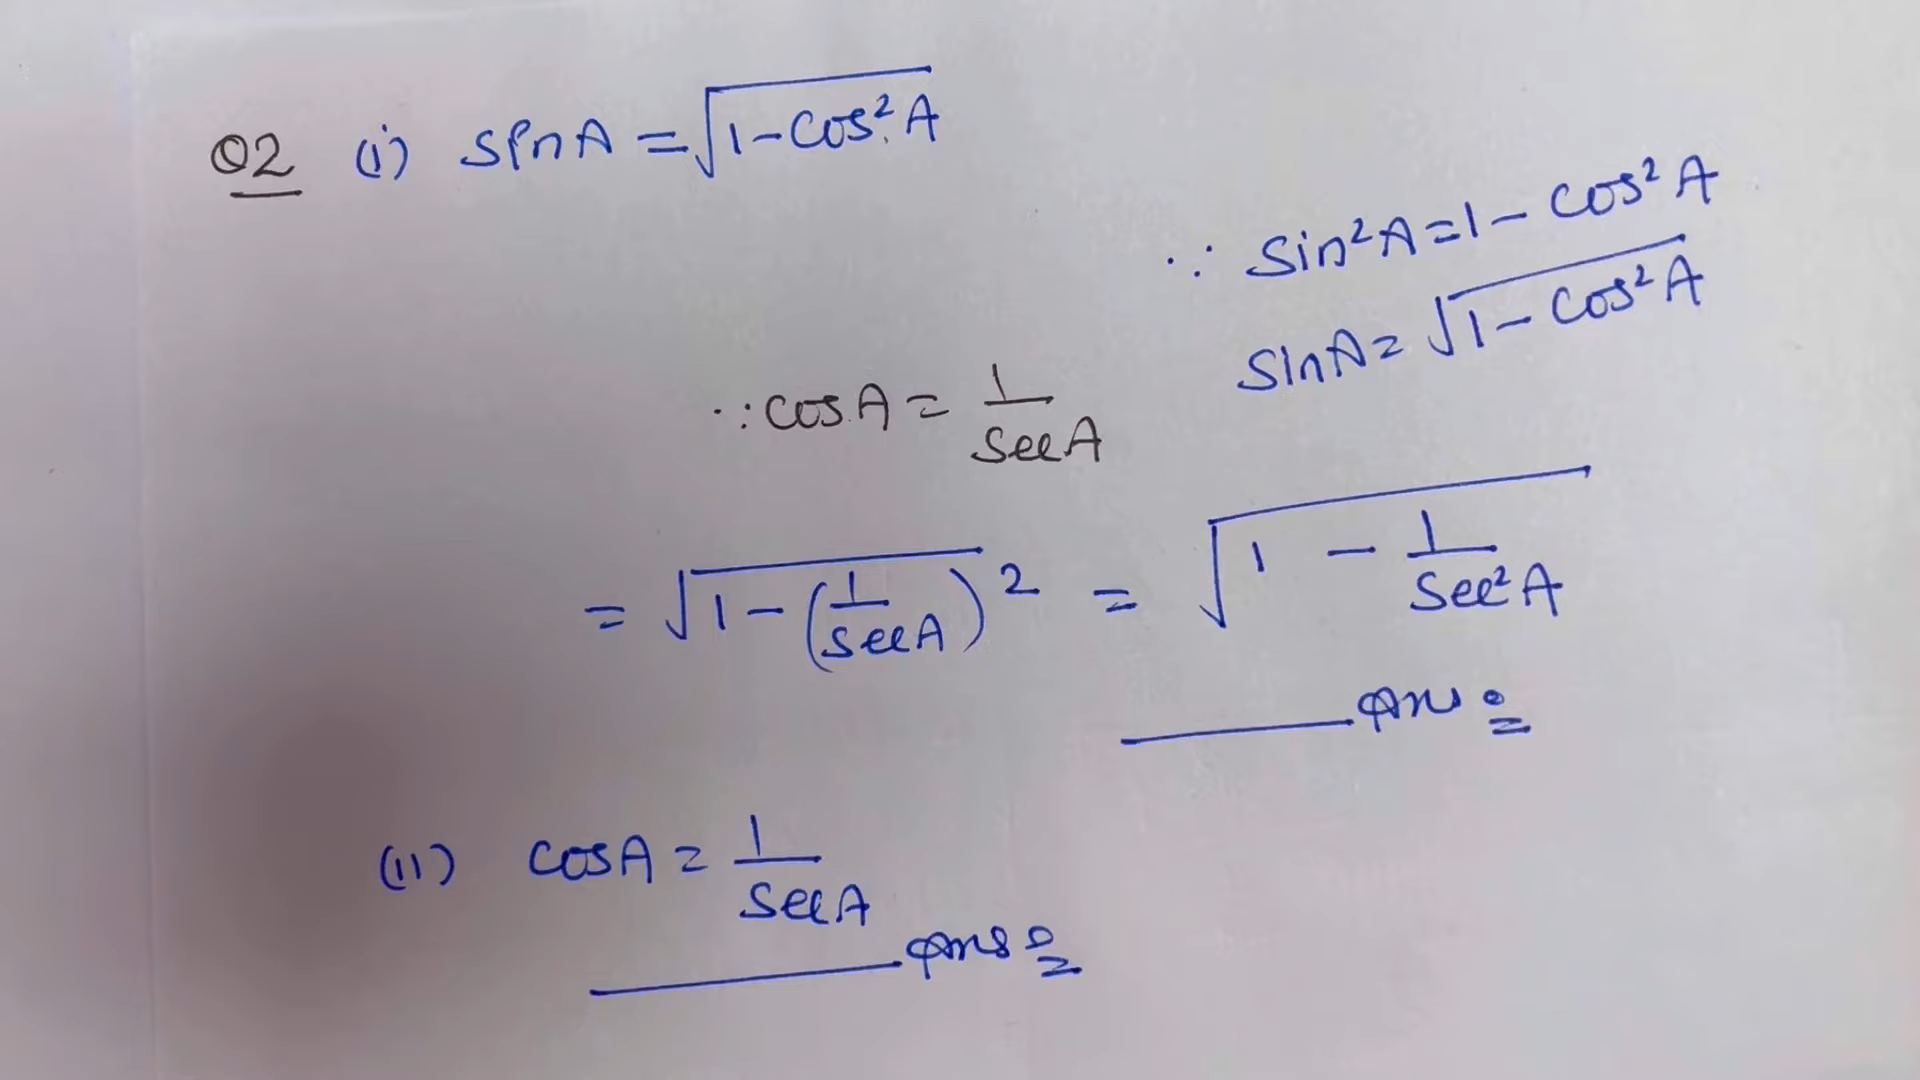 Q2 (i) sinA = √1-cos²A
∵ sin²A = 1 - cos²A
sinA = √1 - cos²A
∵ cosA = 1/secA
= √1-(1/secA)² = √1 - 1/sec²A
Ans
(ii) cosA = 1/secA
Ans